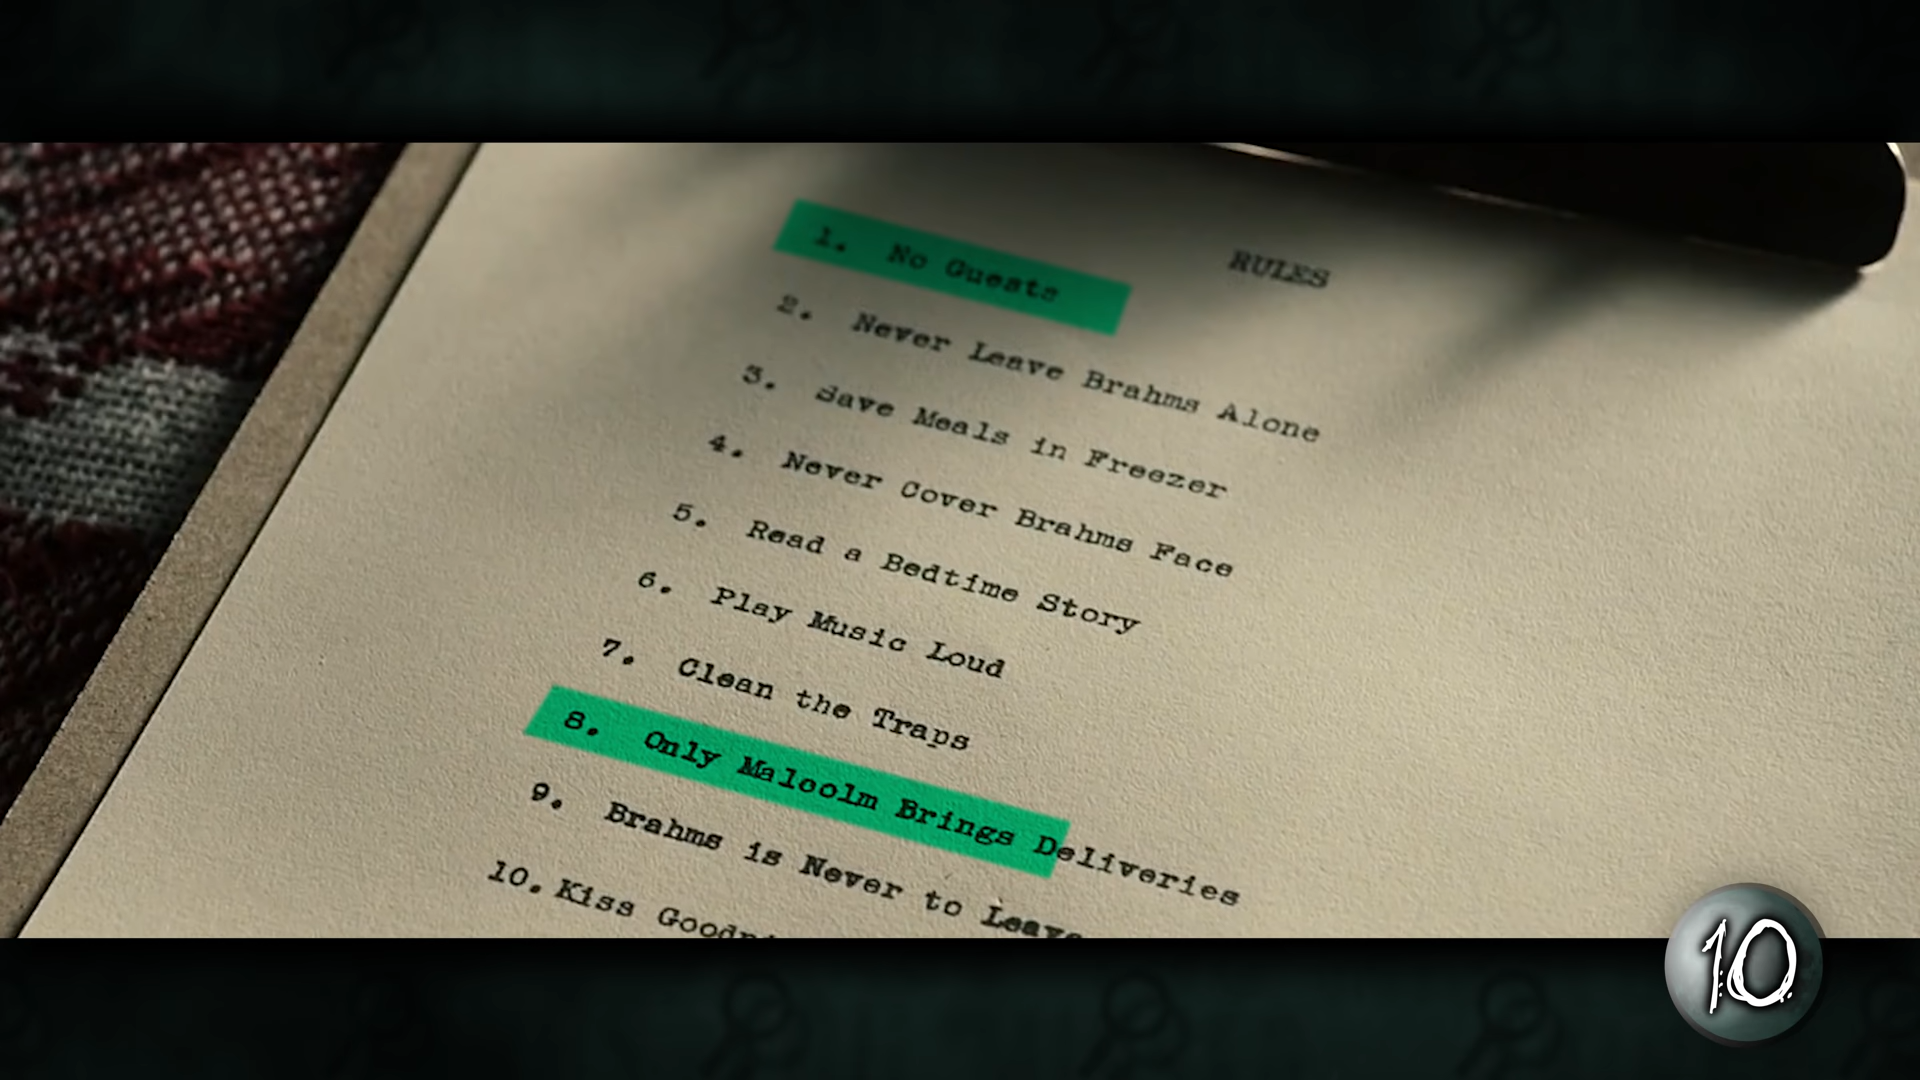 RULES
1. No Guests
2. Never Leave Brahms Alone
3. Save Meals in Freezer
4. Never Cover Brahms Face
5. Read a Bedtime Story
6. Play Music Loud
7. Clean the Traps
8. Only Malcolm Brings Deliveries
9. Brahms is Never to Leave
10. Kiss
10